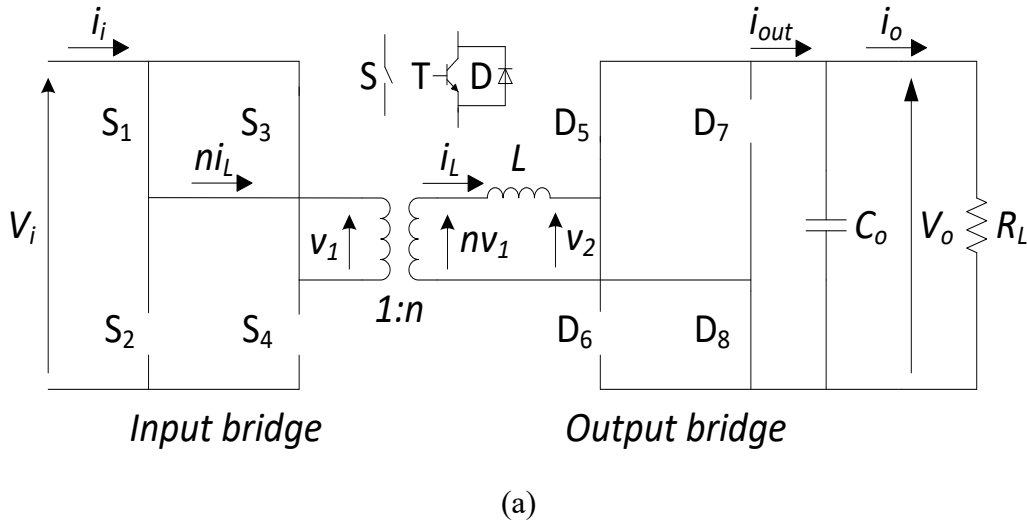 i_i
S T D
i_out i_o
S_1 S_3
D_5 D_7
ni_L
i_L L
V_i
v_1 nv_1 v_2
C_o V_o R_L
1:n
S_2 S_4
D_6 D_8
Input bridge
Output bridge
(a)